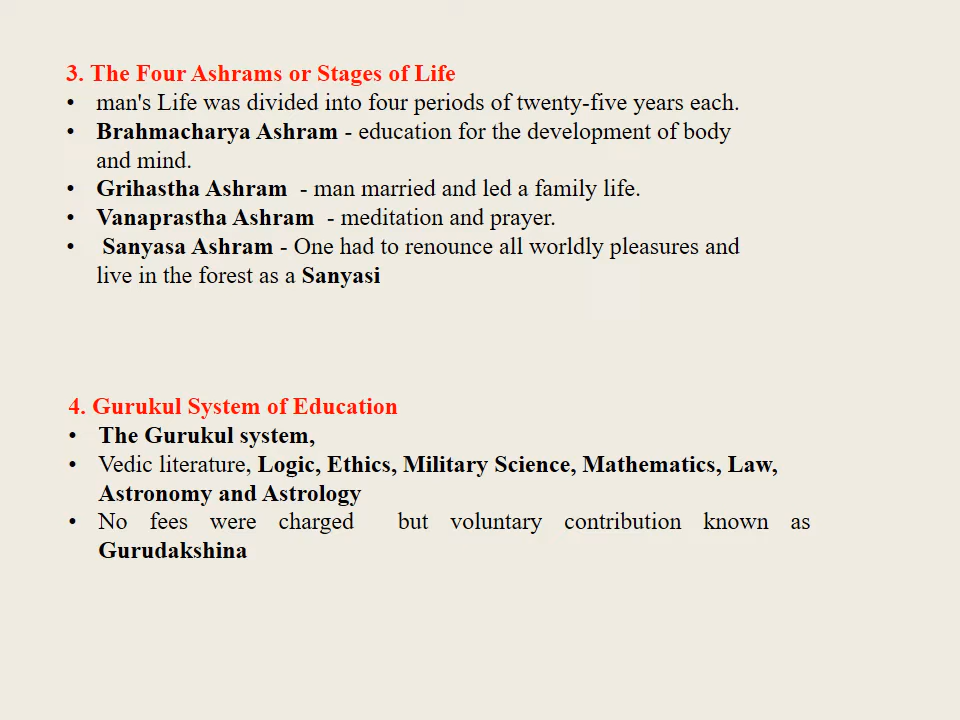 3. The Four Ashrams or Stages of Life
• man's Life was divided into four periods of twenty-five years each.
• Brahmacharya Ashram - education for the development of body
and mind.
• Grihastha Ashram - man married and led a family life.
• Vanaprastha Ashram - meditation and prayer.
• Sanyasa Ashram - One had to renounce all worldly pleasures and
live in the forest as a Sanyasi
4. Gurukul System of Education
• The Gurukul system,
• Vedic literature, Logic, Ethics, Military Science, Mathematics, Law,
Astronomy and Astrology
• No fees were charged but voluntary contribution known as
Gurudakshina